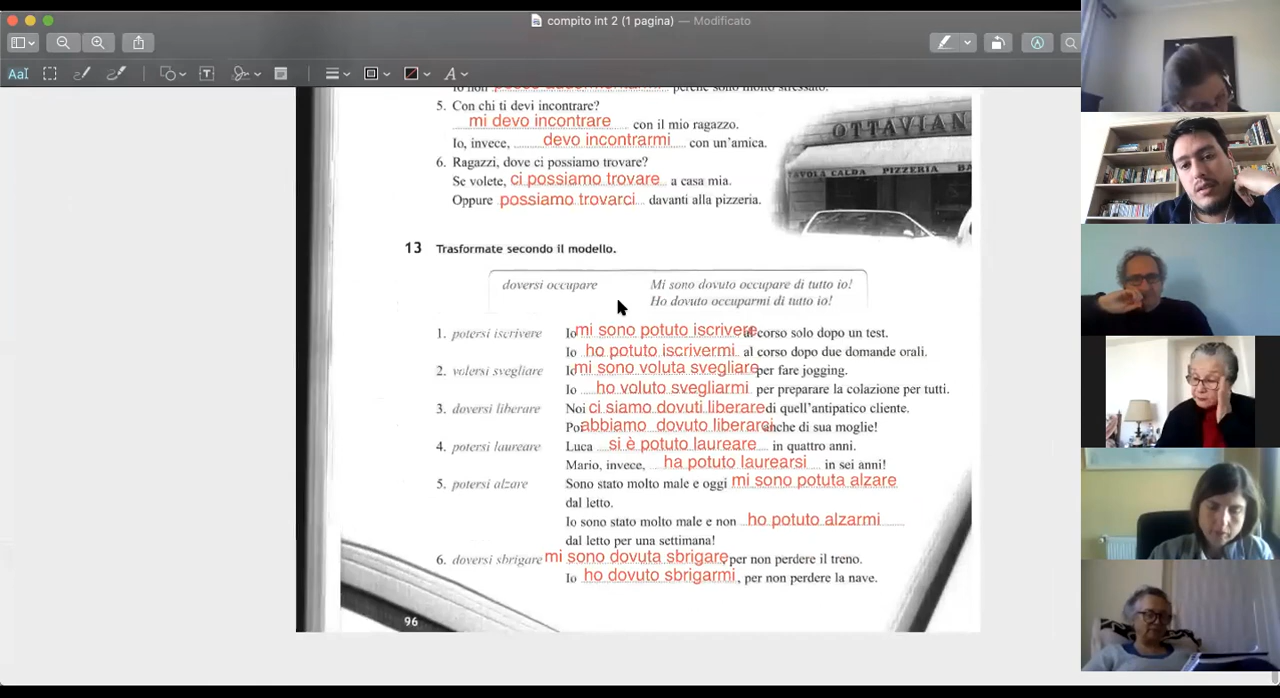 compito int 2 (1 pagina) — Modificato
AaI
T
A
perché sono molto stressato.
5. Con chi ti devi incontrare?
mi devo incontrare con il mio ragazzo.
Io, invece, devo incontrarmi con un'amica.
6. Ragazzi, dove ci possiamo trovare?
Se volete, ci possiamo trovare a casa mia.
Oppure possiamo trovarci davanti alla pizzeria.
OTTAVIAN
TAVOLA CALDA PIZZERIA BA
13 Trasformate secondo il modello.
doversi occupare Mi sono dovuto occupare di tutto io!
Ho dovuto occuparmi di tutto io!
1. potersi iscrivere Io mi sono potuto iscrivere al corso solo dopo un test.
Io ho potuto iscrivermi al corso dopo due domande orali.
2. volersi svegliare Io mi sono voluta svegliare per fare jogging.
Io ho voluto svegliarmi per preparare la colazione per tutti.
3. doversi liberare Noi ci siamo dovuti liberare di quell'antipatico cliente.
Poi abbiamo dovuto liberarci anche di sua moglie!
4. potersi laureare Luca si è potuto laureare in quattro anni.
Mario, invece, ha potuto laurearsi in sei anni!
5. potersi alzare Sono stato molto male e oggi mi sono potuta alzare
dal letto.
Io sono stato molto male e non ho potuto alzarmi
dal letto per una settimana!
6. doversi sbrigare mi sono dovuta sbrigare, per non perdere il treno.
Io ho dovuto sbrigarmi, per non perdere la nave.
96